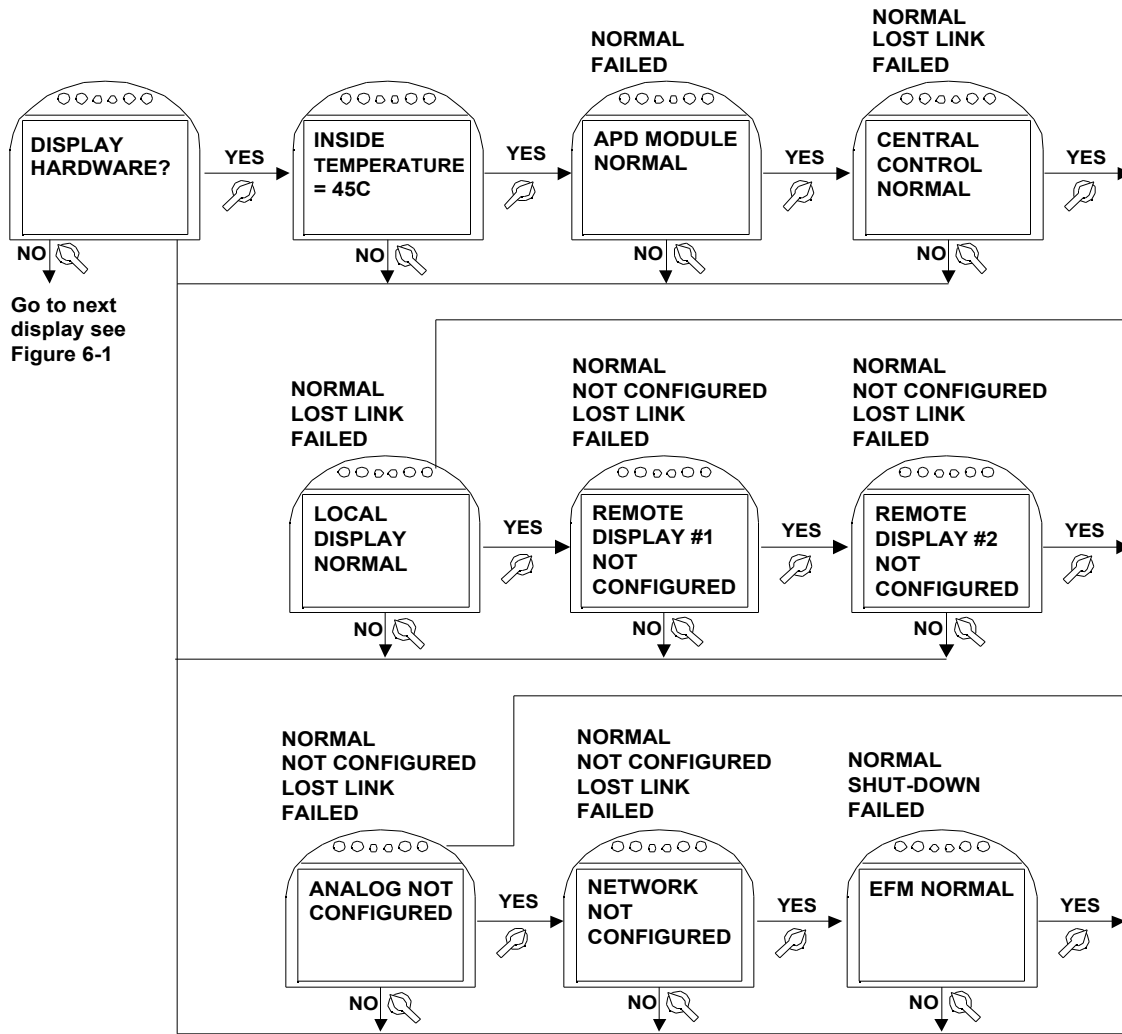 NORMAL
FAILED
NORMAL
LOST LINK
FAILED
DISPLAY
HARDWARE?
YES
INSIDE
TEMPERATURE
= 45C
YES
APD MODULE
NORMAL
YES
CENTRAL
CONTROL
NORMAL
YES
NO
NO
NO
NO
Go to next
display see
Figure 6-1
NORMAL
LOST LINK
FAILED
NORMAL
NOT CONFIGURED
LOST LINK
FAILED
NORMAL
NOT CONFIGURED
LOST LINK
FAILED
LOCAL
DISPLAY
NORMAL
YES
REMOTE
DISPLAY #1
NOT
CONFIGURED
YES
REMOTE
DISPLAY #2
NOT
CONFIGURED
YES
NO
NO
NO
NORMAL
NOT CONFIGURED
LOST LINK
FAILED
NORMAL
NOT CONFIGURED
LOST LINK
FAILED
NORMAL
SHUT-DOWN
FAILED
ANALOG NOT
CONFIGURED
YES
NETWORK
NOT
CONFIGURED
YES
EFM NORMAL
YES
NO
NO
NO